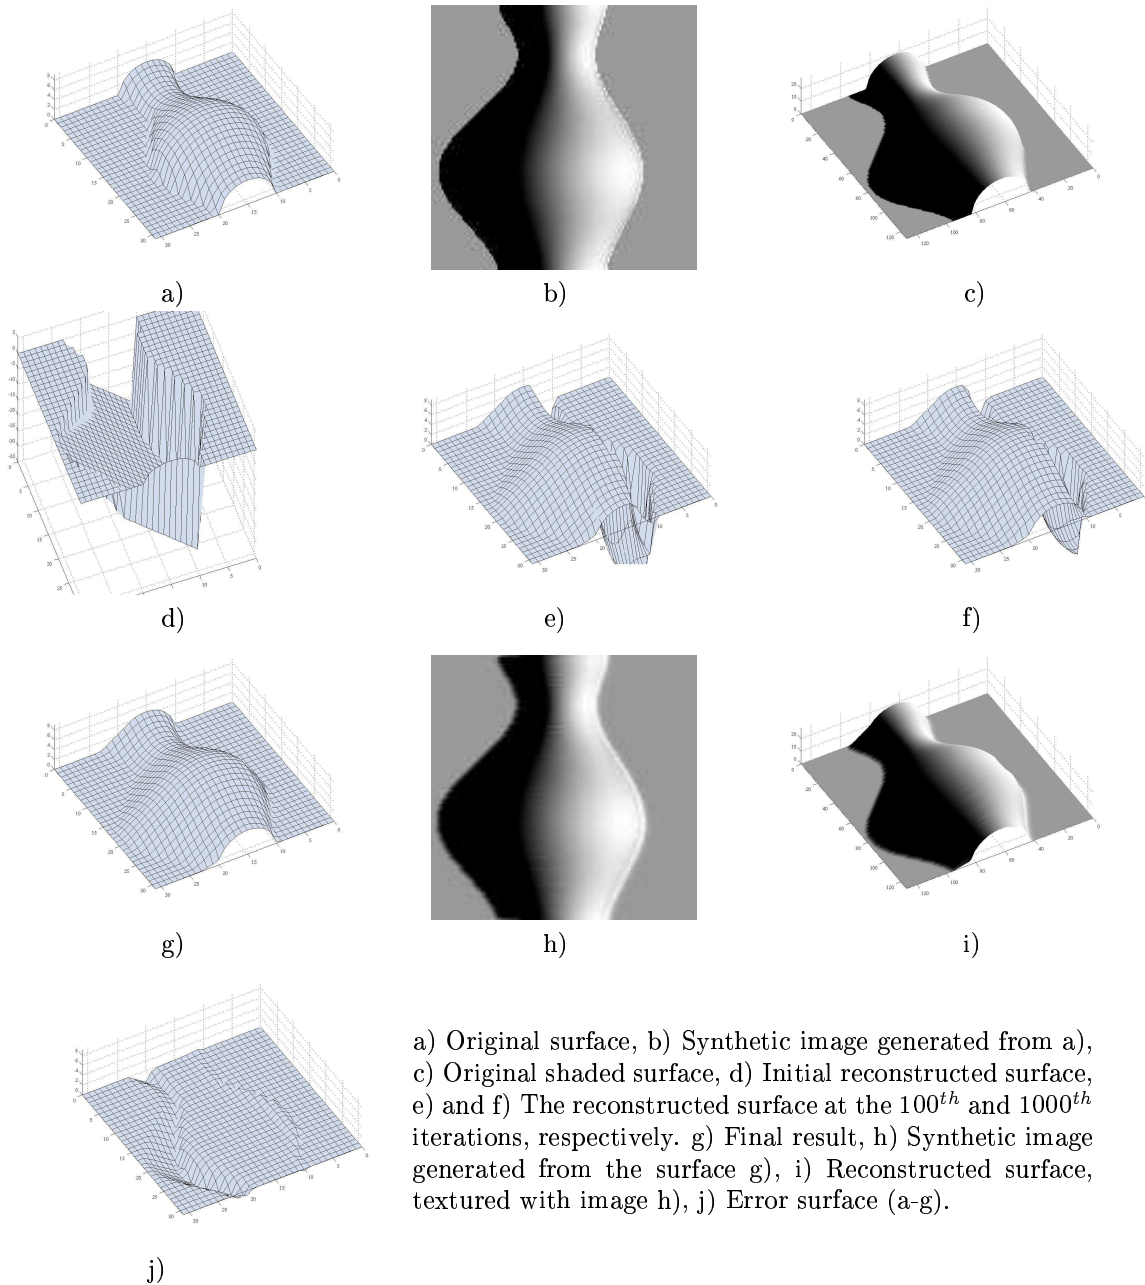 a)
b)
c)
d)
e)
f)
g)
h)
i)
j)
a) Original surface, b) Synthetic image generated from a),
c) Original shaded surface, d) Initial reconstructed surface,
e) and f) The reconstructed surface at the 100th and 1000th
iterations, respectively. g) Final result, h) Synthetic image
generated from the surface g), i) Reconstructed surface,
textured with image h), j) Error surface (a-g).